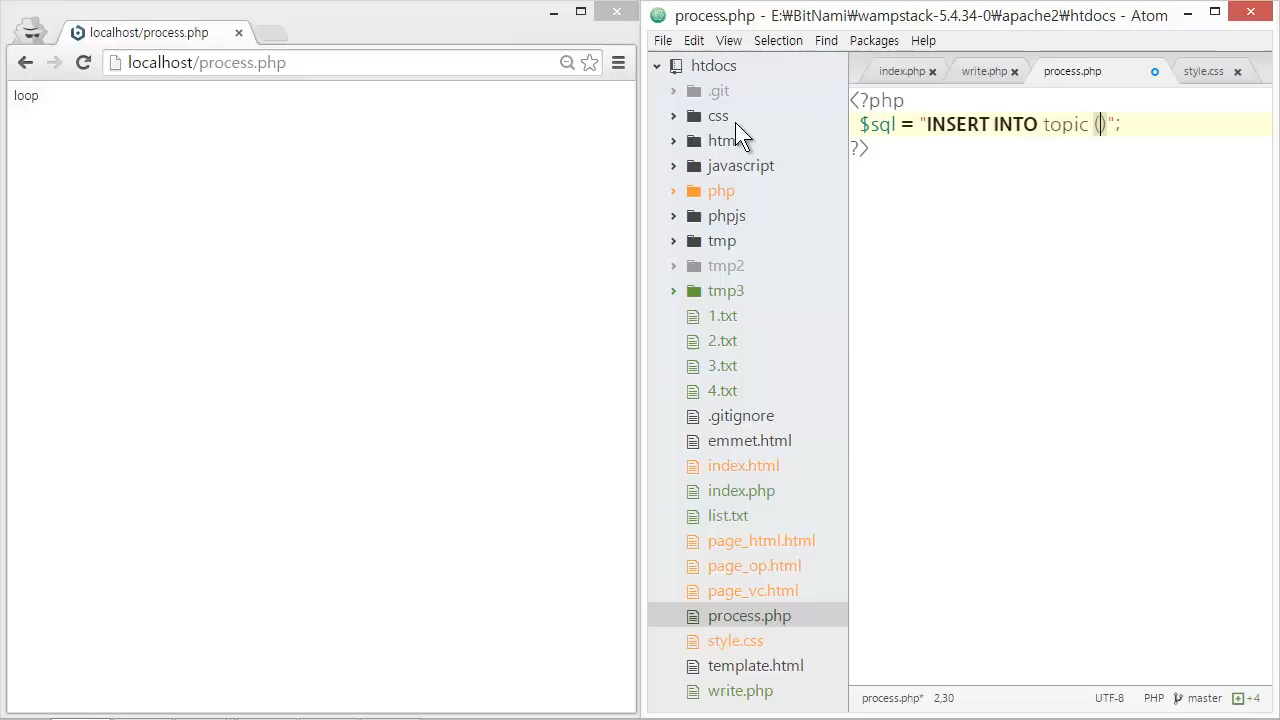 localhost/process.php
localhost/process.php
loop
process.php - E:₩BitNami₩wampstack-5.4.34-0₩apache2₩htdocs - Atom
File Edit View Selection Find Packages Help
htdocs
.git
css
htm
javascript
php
phpjs
tmp
tmp2
tmp3
1.txt
2.txt
3.txt
4.txt
.gitignore
emmet.html
index.html
index.php
list.txt
page_html.html
page_op.html
page_vc.html
process.php
style.css
template.html
write.php
index.php write.php process.php style.css
<?php
$sql = "INSERT INTO topic ()";
?>
process.php* 2,30 UTF-8 PHP master +4